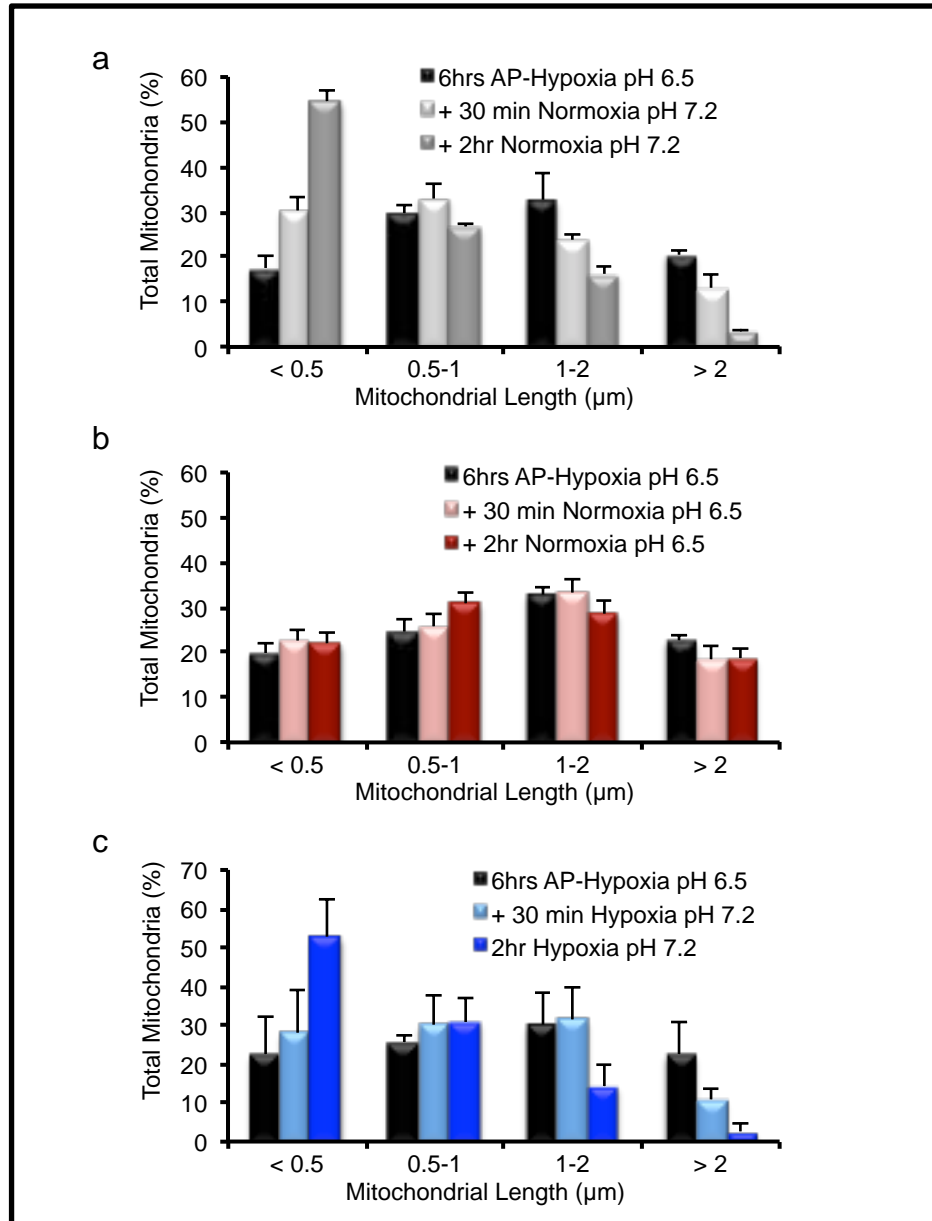 a
6hrs AP-Hypoxia pH 6.5
+ 30 min Normoxia pH 7.2
+ 2hr Normoxia pH 7.2
Total Mitochondria (%)
60
50
40
30
20
10
0
< 0.5
0.5-1
1-2
> 2
Mitochondrial Length (µm)
b
6hrs AP-Hypoxia pH 6.5
+ 30 min Normoxia pH 6.5
+ 2hr Normoxia pH 6.5
Total Mitochondria (%)
60
50
40
30
20
10
0
< 0.5
0.5-1
1-2
> 2
Mitochondrial Length (µm)
c
6hrs AP-Hypoxia pH 6.5
+ 30 min Hypoxia pH 7.2
2hr Hypoxia pH 7.2
Total Mitochondria (%)
70
60
50
40
30
20
10
0
< 0.5
0.5-1
1-2
> 2
Mitochondrial Length (µm)